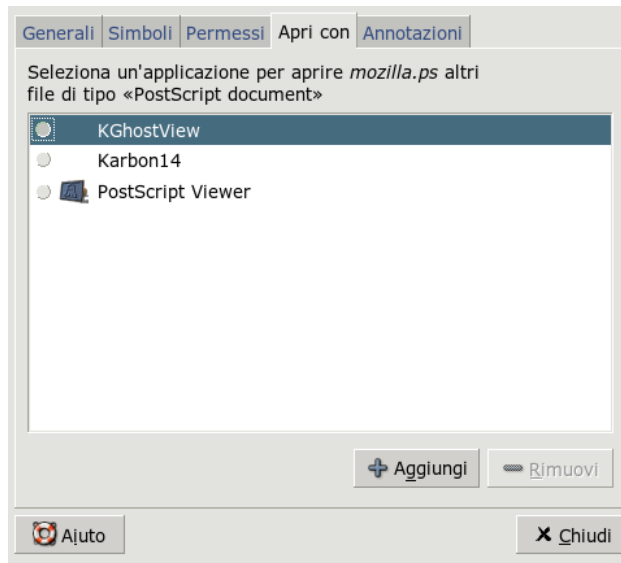 Generali Simboli Permessi Apri con Annotazioni
Seleziona un'applicazione per aprire mozilla.ps altri
file di tipo «PostScript document»
KGhostView
Karbon14
PostScript Viewer
Aggiungi Rimuovi
Aiuto Chiudi